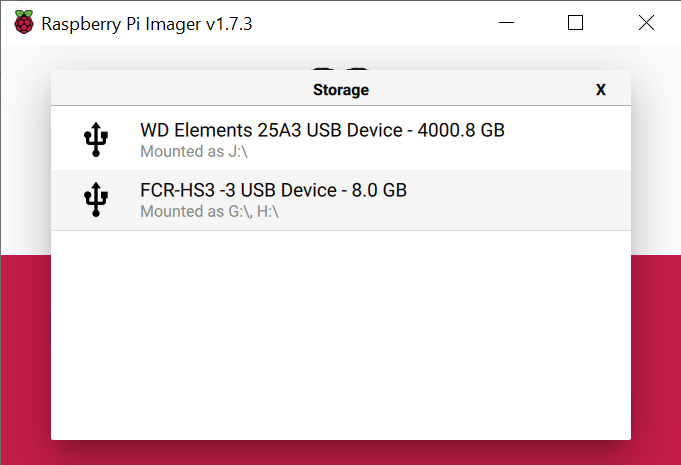 Raspberry Pi Imager v1.7.3
Storage
X
WD Elements 25A3 USB Device - 4000.8 GB
Mounted as J:\
FCR-HS3 -3 USB Device - 8.0 GB
Mounted as G:\, H:\